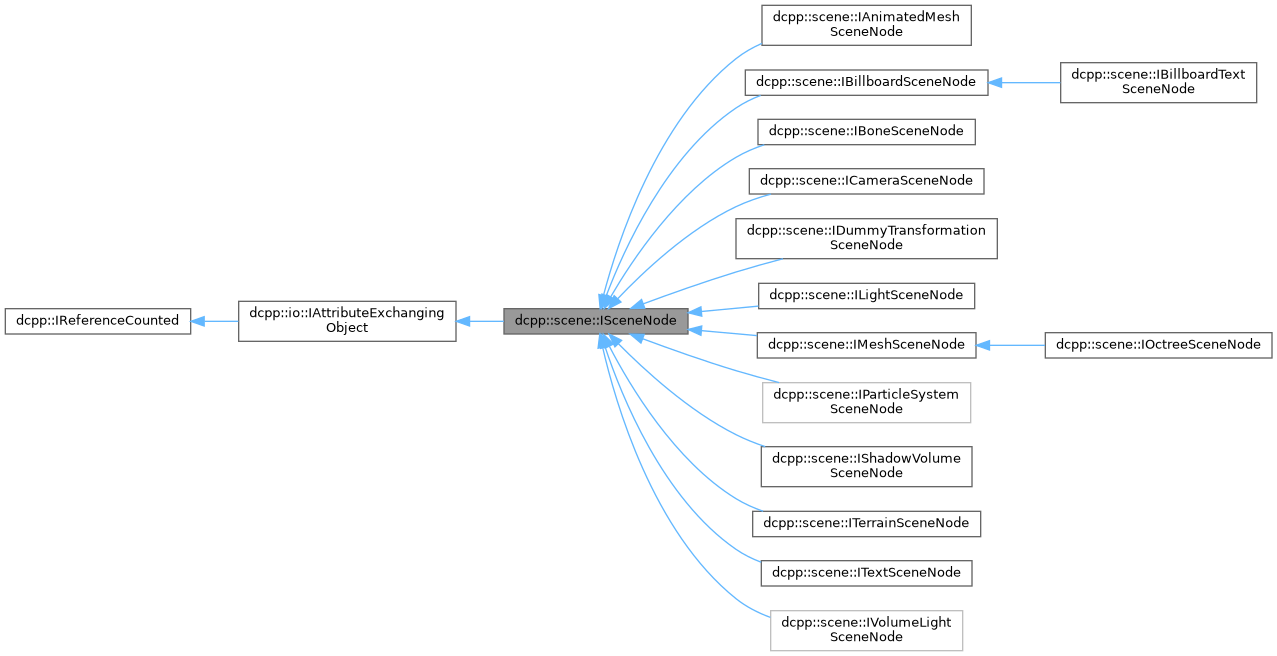 dcpp::scene::IAnimatedMesh
SceneNode
dcpp::scene::IBillboardSceneNode
dcpp::scene::IBillboardText
SceneNode
dcpp::scene::IBoneSceneNode
dcpp::scene::ICameraSceneNode
dcpp::scene::IDummyTransformation
SceneNode
dcpp::scene::ILightSceneNode
dcpp::IReferenceCounted
dcpp::io::IAttributeExchanging
Object
dcpp::scene::ISceneNode
dcpp::scene::IMeshSceneNode
dcpp::scene::IOctreeSceneNode
dcpp::scene::IParticleSystem
SceneNode
dcpp::scene::IShadowVolume
SceneNode
dcpp::scene::ITerrainSceneNode
dcpp::scene::ITextSceneNode
dcpp::scene::IVolumeLight
SceneNode